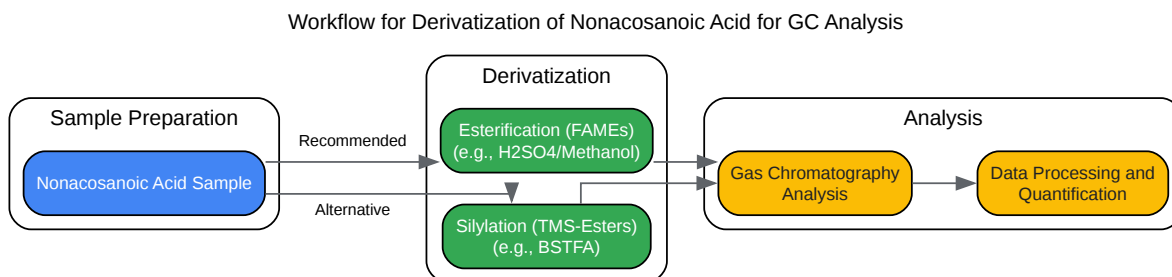 Workflow for Derivatization of Nonacosanoic Acid for GC Analysis
Sample Preparation
Nonacosanoic Acid Sample
Recommended
Alternative
Derivatization
Esterification (FAMEs)
(e.g., H2SO4/Methanol)
Silylation (TMS-Esters)
(e.g., BSTFA)
Analysis
Gas Chromatography
Analysis
Data Processing and
Quantification